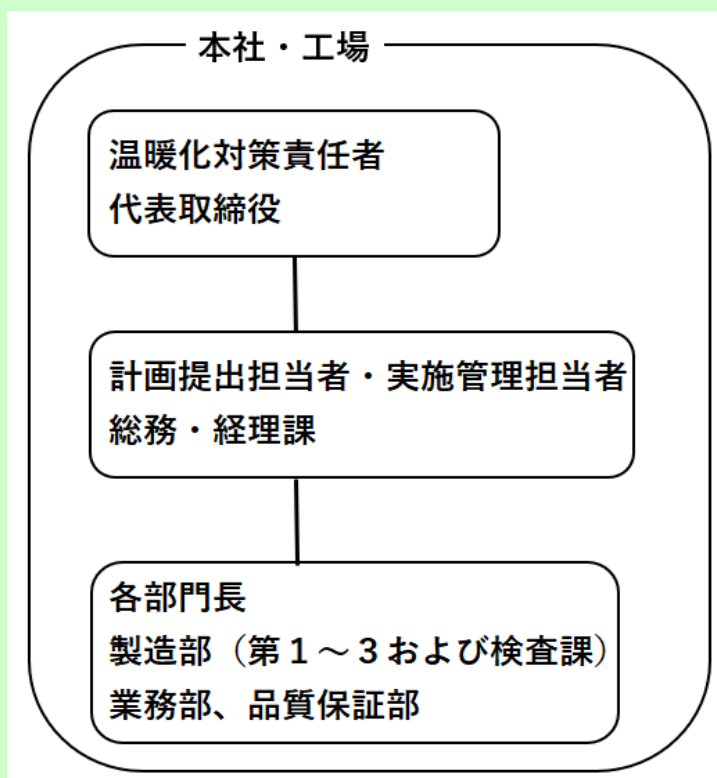 本社・工場
温暖化対策責任者
代表取締役
計画提出担当者・実施管理担当者
総務・経理課
各部門長
製造部（第１～３および検査課）
業務部、品質保証部